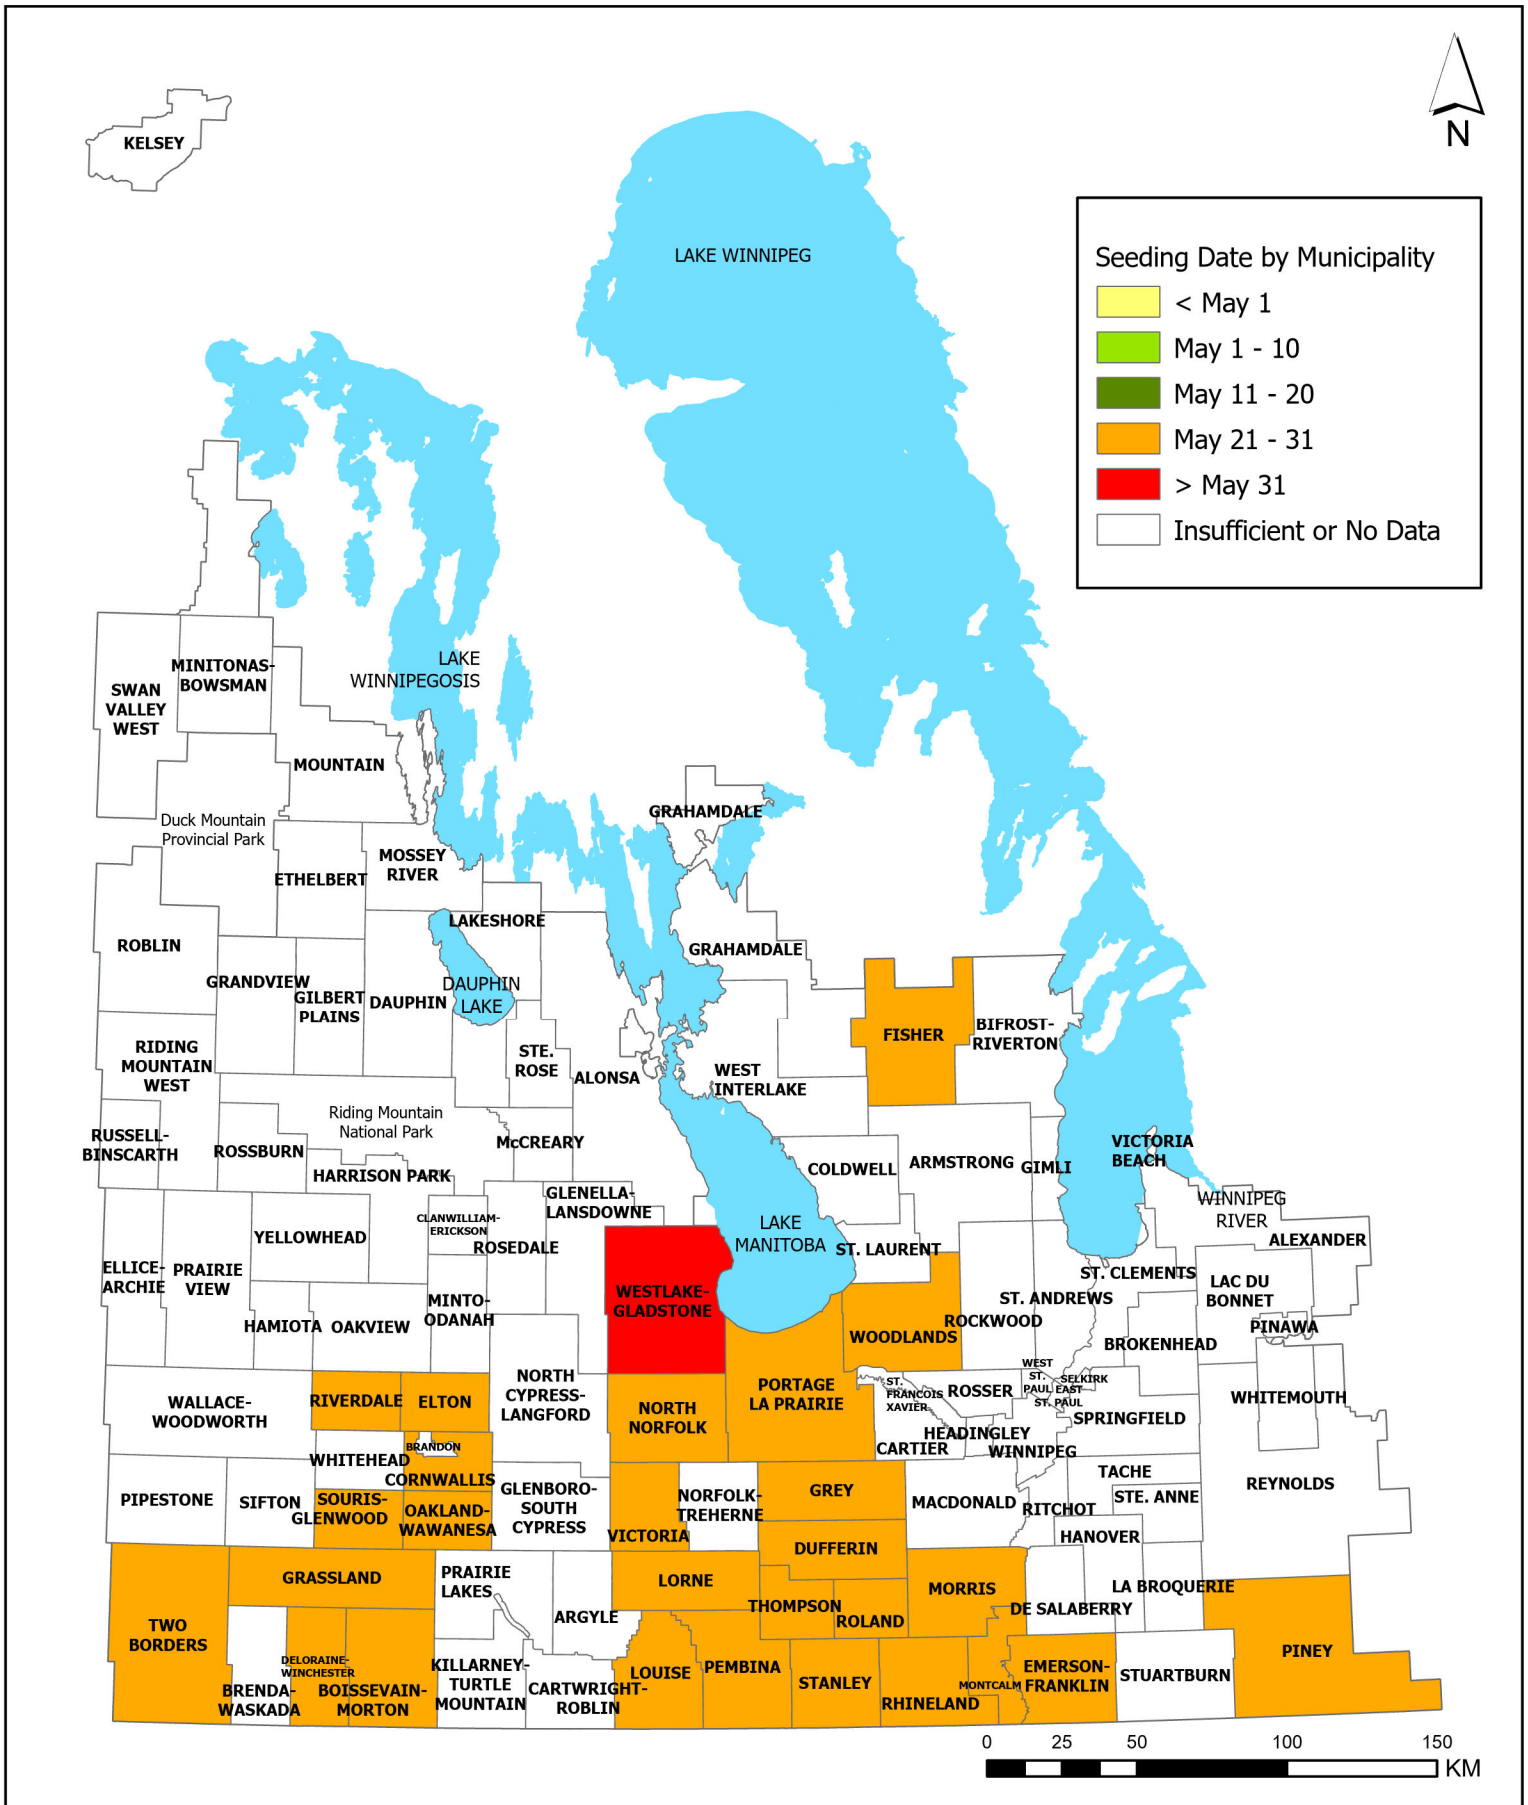 N
KELSEY
LAKE WINNIPEG
Seeding Date by Municipality
< May 1
May 1 - 10
May 11 - 20
May 21 - 31
> May 31
Insufficient or No Data
LAKE
WINNIPEGOSIS
MINITONAS-
BOWSMAN
SWAN
VALLEY
WEST
MOUNTAIN
Duck Mountain
Provincial Park
GRAHAMDALE
MOSSEY
RIVER
ETHELBERT
LAKESHORE
ROBLIN
GRAHAMDALE
GRANDVIEW
GILBERT
PLAINS
DAUPHIN
DAUPHIN
LAKE
FISHER
BIFROST-
RIVERTON
RIDING
MOUNTAIN
WEST
STE.
ROSE
ALONSA
WEST
INTERLAKE
Riding Mountain
National Park
RUSSELL-
BINSCARTH
ROSSBURN
McCREARY
HARRISON PARK
COLDWELL
ARMSTRONG
GIMLI
VICTORIA
BEACH
GLENELLA-
LANSDOWNE
WINNIPEG
RIVER
CLANWILLIAM-
ERICKSON
YELLOWHEAD
ROSEDALE
LAKE
MANITOBA
ST. LAURENT
ALEXANDER
ELLICE-
ARCHIE
PRAIRIE
VIEW
ST. CLEMENTS
LAC DU
BONNET
WESTLAKE-
GLADSTONE
MINTO-
ODANAH
ST. ANDREWS
HAMIOTA
OAKVIEW
ROCKWOOD
WOODLANDS
PINAWA
BROKENHEAD
NORTH
CYPRESS-
LANGFORD
WEST
ST.
PAUL
SELKIRK
EAST
ST. PAUL
ST.
FRANCOIS
XAVIER
ROSSER
PORTAGE
LA PRAIRIE
WALLACE-
WOODWORTH
RIVERDALE
ELTON
WHITEMOUTH
NORTH
NORFOLK
SPRINGFIELD
HEADINGLEY
CARTIER
WINNIPEG
BRANDON
WHITEHEAD
CORNWALLIS
TACHE
REYNOLDS
PIPESTONE
SIFTON
SOURIS-
GLENWOOD
OAKLAND-
WAWANESA
GLENBORO-
SOUTH
CYPRESS
GREY
NORFOLK-
TREHERNE
MACDONALD
RITCHOT
STE. ANNE
VICTORIA
HANOVER
DUFFERIN
GRASSLAND
PRAIRIE
LAKES
LORNE
MORRIS
LA BROQUERIE
THOMPSON
ROLAND
DE SALABERRY
ARGYLE
TWO
BORDERS
PINEY
DELORAINE-
WINCHESTER
BRENDA-
WASKADA
BOISSEVAIN-
MORTON
KILLARNEY-
TURTLE
MOUNTAIN
CARTWRIGHT-
ROBLIN
LOUISE
PEMBINA
STANLEY
RHINELAND
MONTCALM
EMERSON-
FRANKLIN
STUARTBURN
0 25 50 100 150
KM